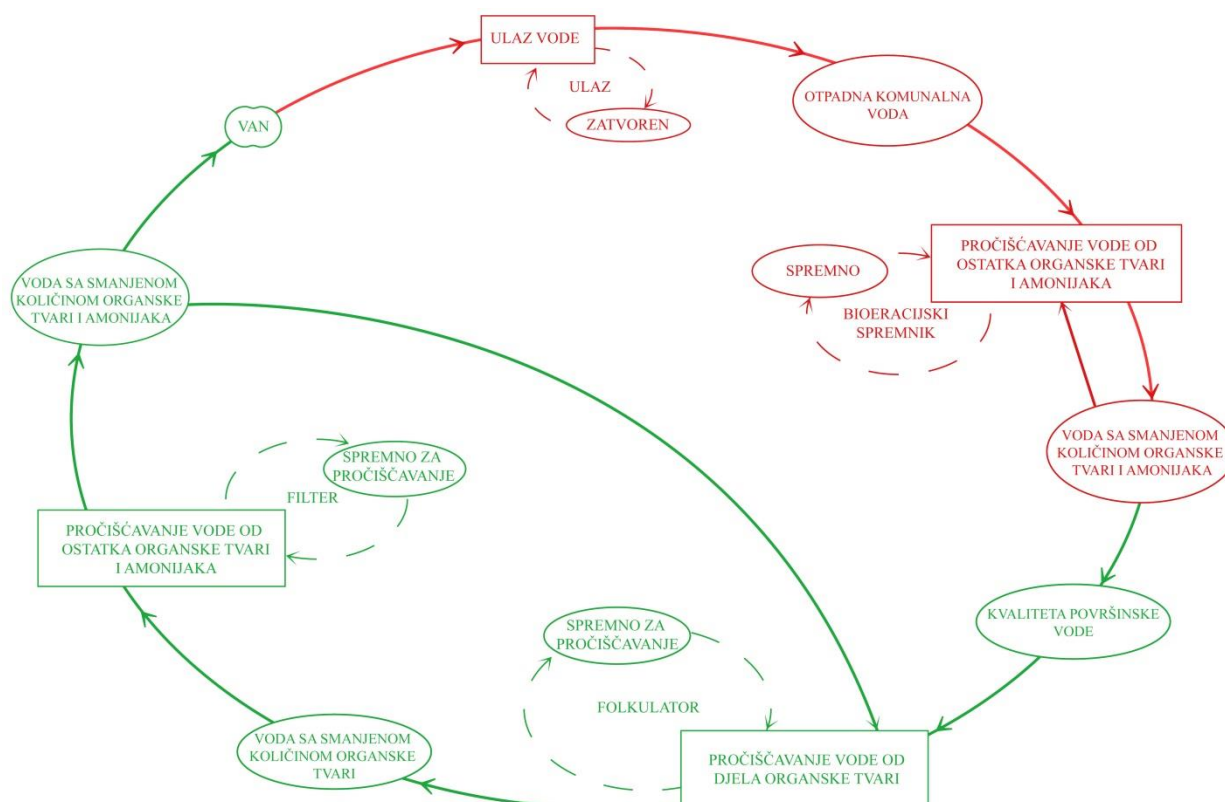 ULAZ VODE
ULAZ
ZATVOREN
OTPADNA KOMUNALNA
VODA
VAN
PROČIŠĆAVANJE VODE OD
OSTATKA ORGANSKE TVARI
I AMONIJAKA
SPREMNO
BIOERACIJSKI
SPREMNIK
VODA SA SMANJENOM
KOLIČINOM ORGANSKE
TVARI I AMONIJAKA
VODA SA SMANJENOM
KOLIČINOM ORGANSKE
TVARI I AMONIJAKA
SPREMNO ZA
PROČIŠČAVANJE
FILTER
PROČIŠĆAVANJE VODE OD
OSTATKA ORGANSKE TVARI
I AMONIJAKA
KVALITETA POVRŠINSKE
VODE
SPREMNO ZA
PROČIŠČAVANJE
FOLKULATOR
VODA SA SMANJENOM
KOLIČINOM ORGANSKE
TVARI
PROČIŠČAVANJE VODE OD
DJELA ORGANSKE TVARI